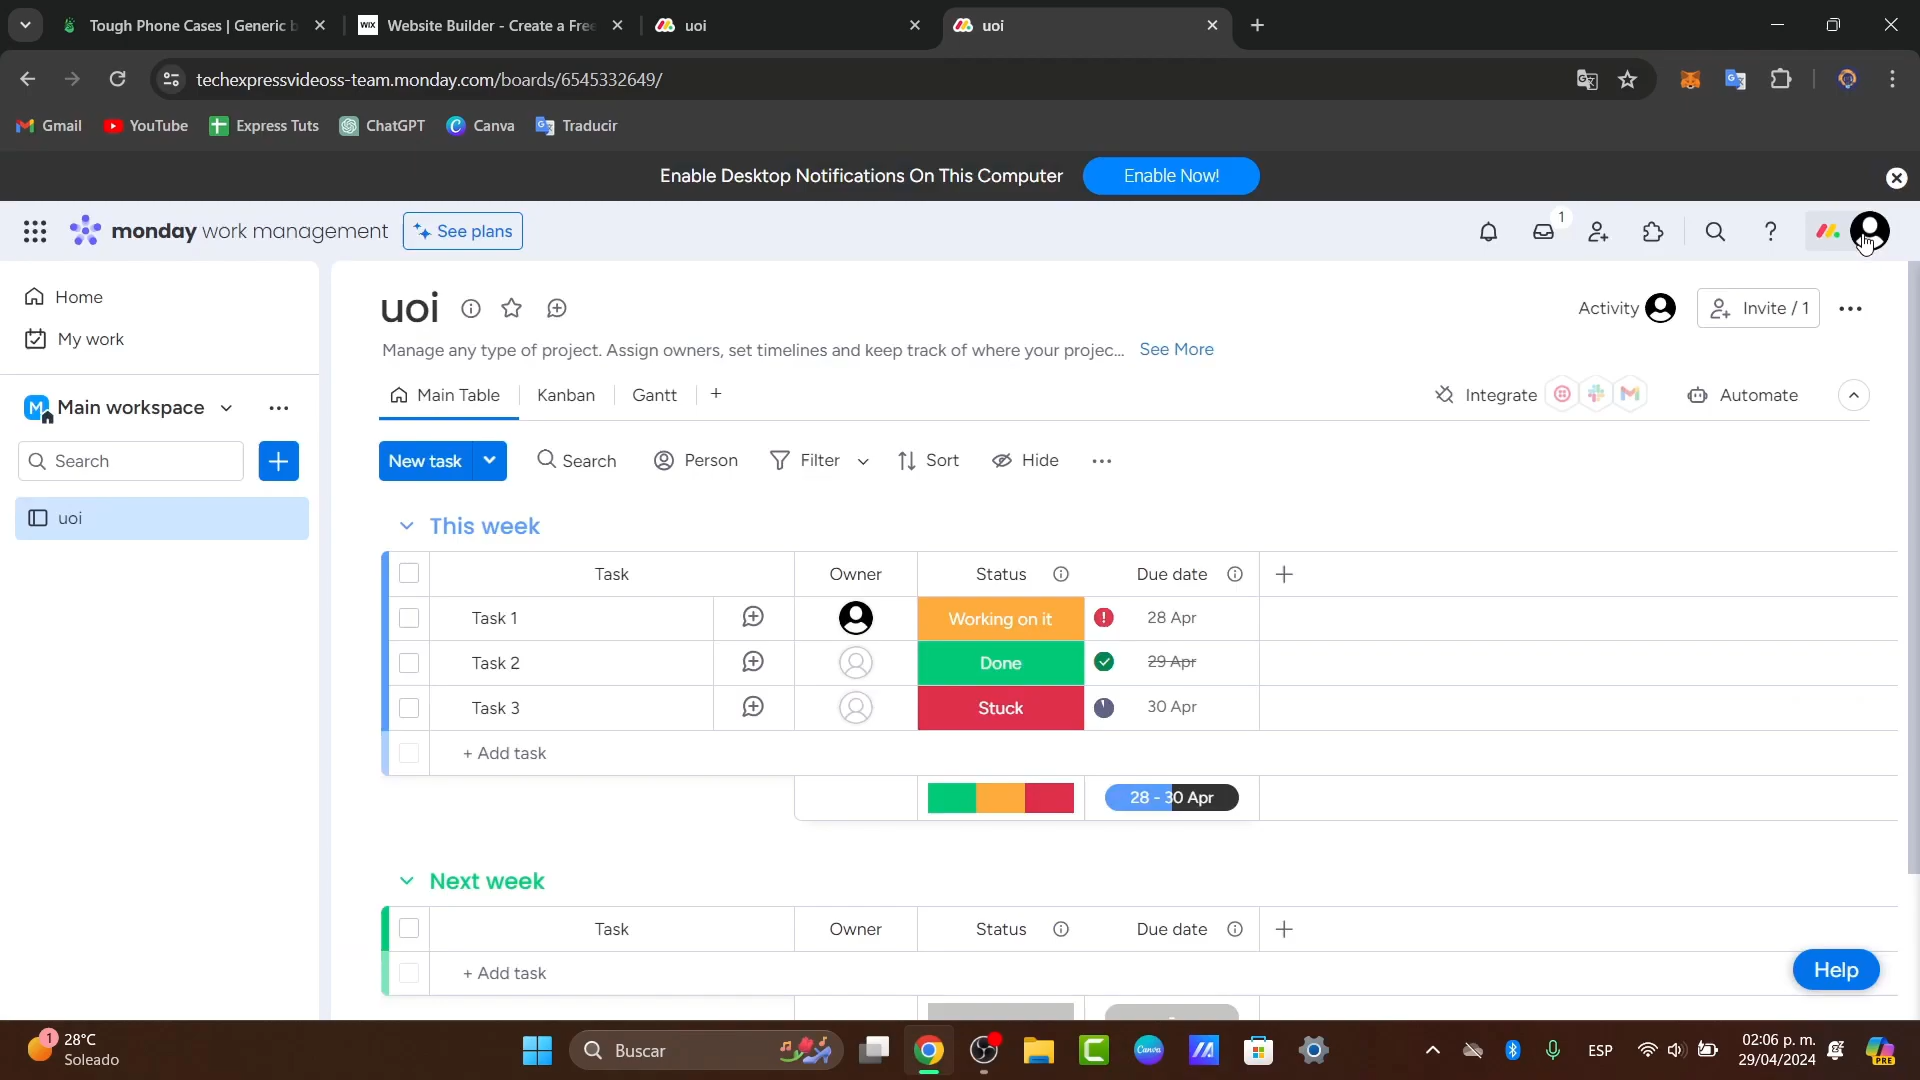 Tough Phone Cases | Generic b
WIX Website Builder - Create a Free
uoi
uoi
techexpressvideoss-team.monday.com/boards/6545332649/
Gmail
YouTube
Express Tuts
ChatGPT
Canva
Traducir
Enable Desktop Notifications On This Computer
Enable Now!
monday work management
See plans
1
Home
My work
M Main workspace
Search
uoi
uoi
Activity
Invite / 1
Manage any type of project. Assign owners, set timelines and keep track of where your projec... See More
Main Table
Kanban
Gantt
Integrate
Automate
New task
Search
Person
Filter
Sort
Hide
This week
Task Owner Status Due date
Task 1 Working on it 28 Apr
Task 2 Done 29 Apr
Task 3 Stuck 30 Apr
+ Add task
28 - 30 Apr
Next week
Task Owner Status Due date
+ Add task
Help
1
28°C
Soleado
Buscar
Canva
ESP
02:06 p. m.
29/04/2024
PRE